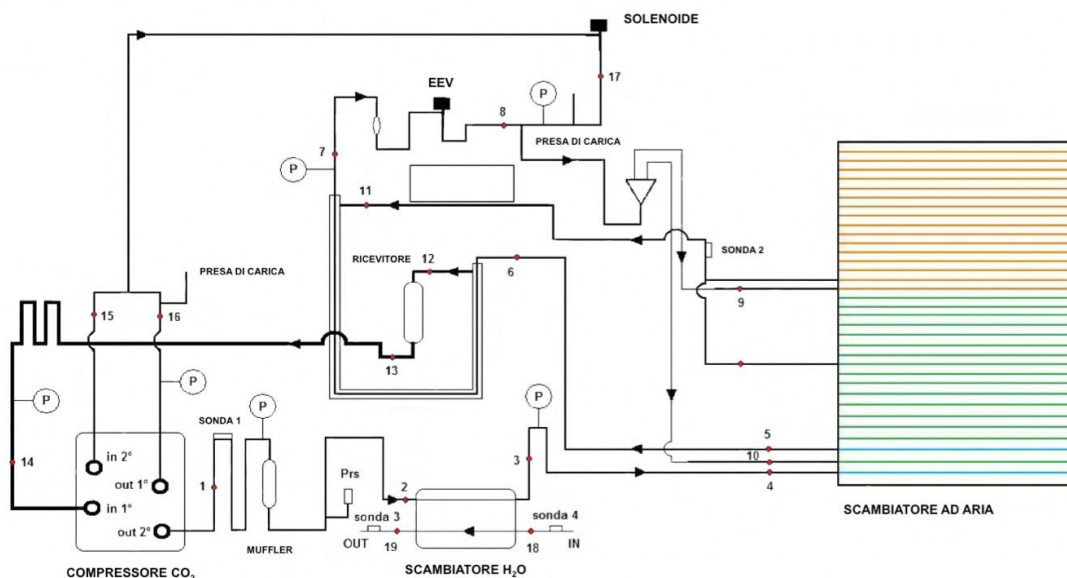 SOLENOIDE
17
EEV
P
8
PRESA DI CARICA
7
P
11
SONDA 2
RICEVITORE
12
6
PRESA DI CARICA
9
15
16
13
P
P
P
P
SONDA 1
5
10
4
14
in 2°
out 1°
in 1°
out 2°
1
Prs
2
3
sonda 3
sonda 4
OUT
19
18
IN
MUFFLER
SCAMBIATORE H₂O
COMPRESSORE CO₂
SCAMBIATORE AD ARIA